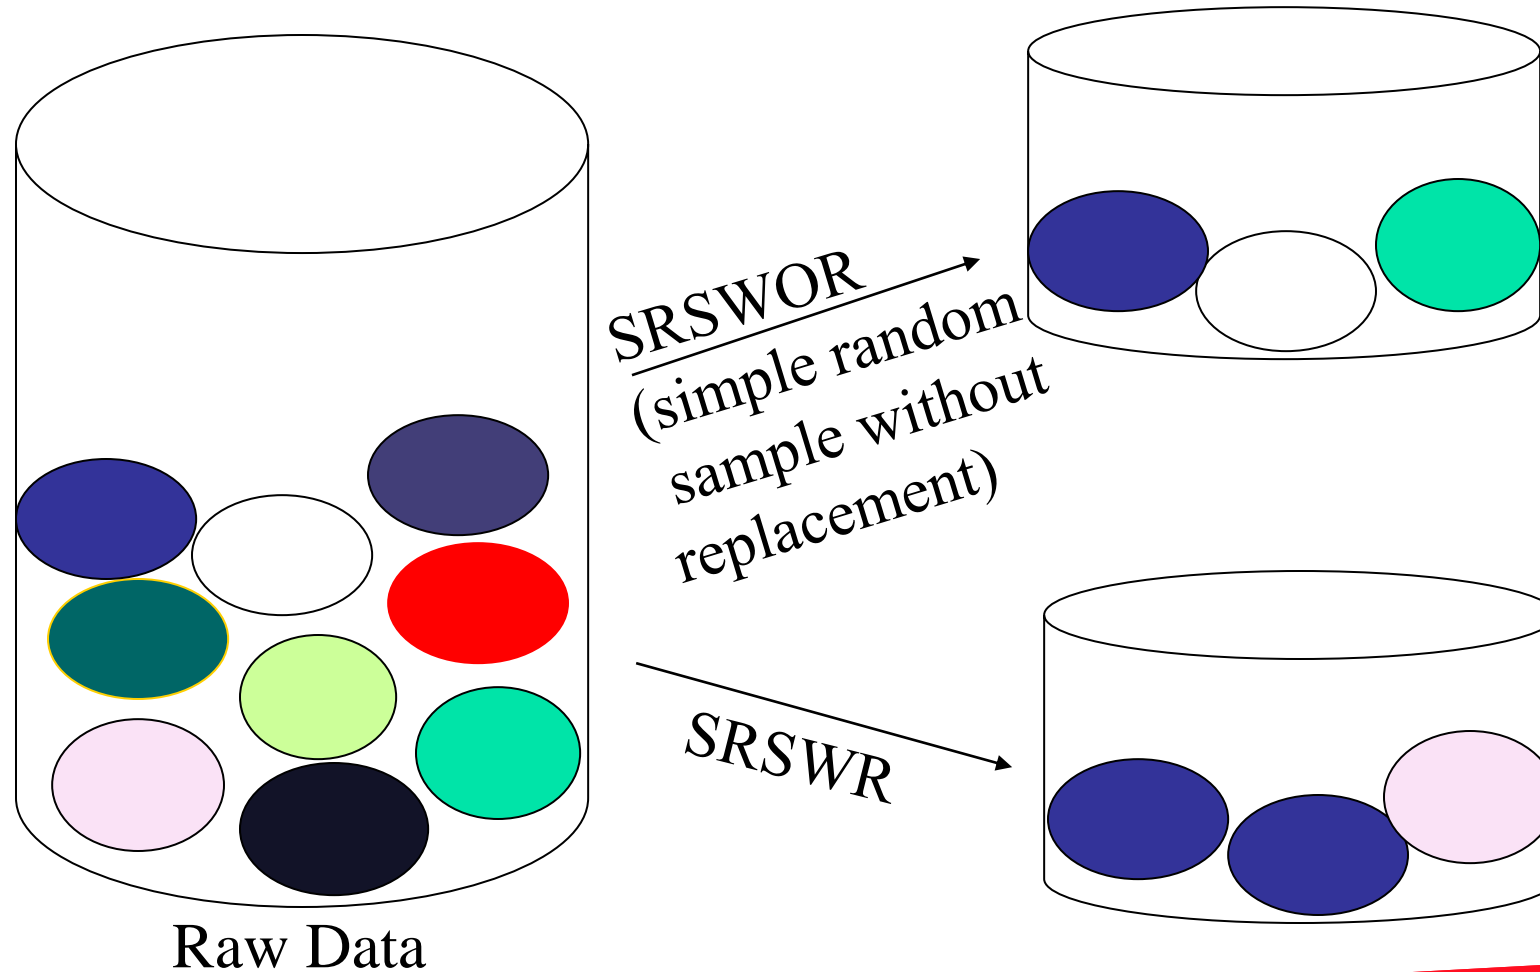 SRSWOR
(simple random
sample without
replacement)
SRSWR
Raw Data